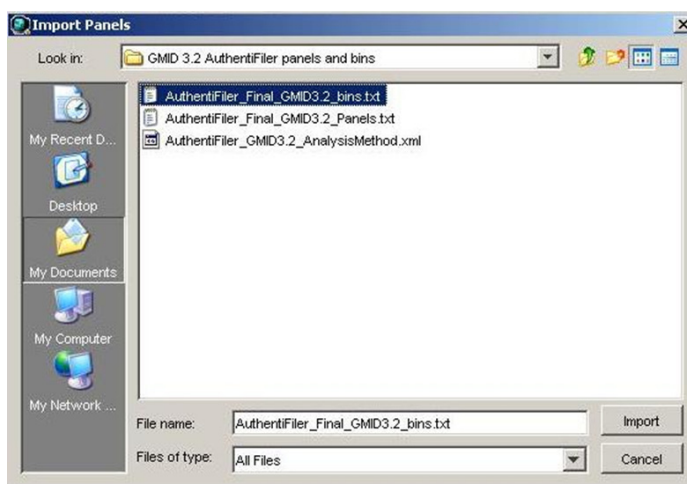 Import Panels
Look in: GMID 3.2 AuthentiFiler panels and bins
AuthentiFiler_Final_GMID3.2_bins.txt
AuthentiFiler_Final_GMID3.2_Panels.txt
AuthentiFiler_GMID3.2_AnalysisMethod.xml
My Recent D...
Desktop
My Documents
My Computer
My Network ...
File name: AuthentiFiler_Final_GMID3.2_bins.txt Import
Files of type: All Files Cancel